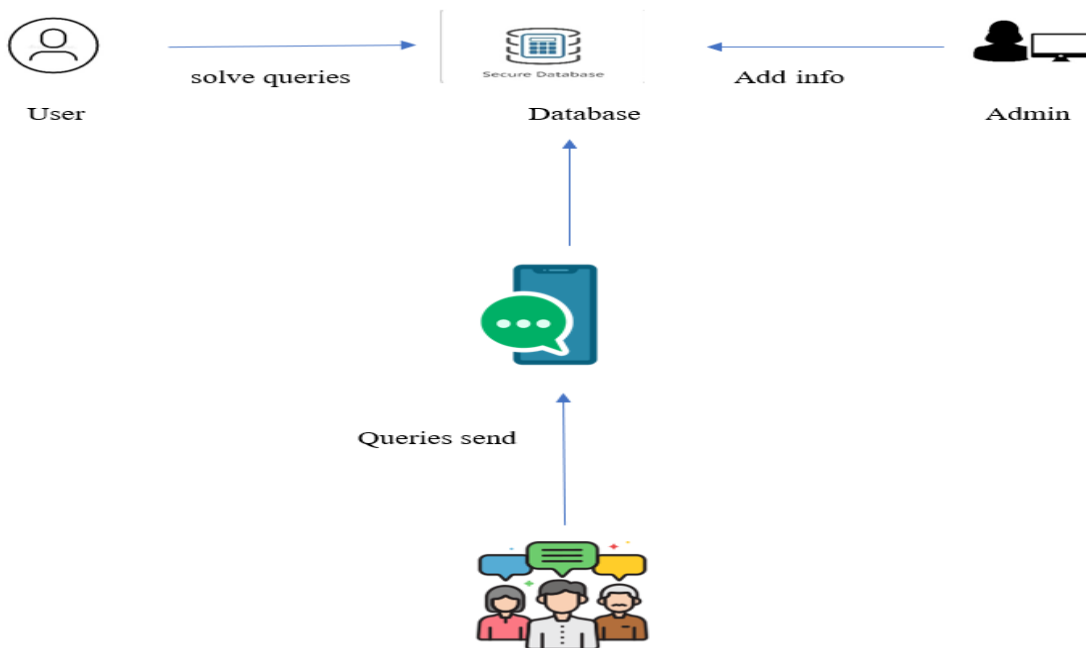 solve queries
Secure Database
Add info
User
Database
Admin
Queries send